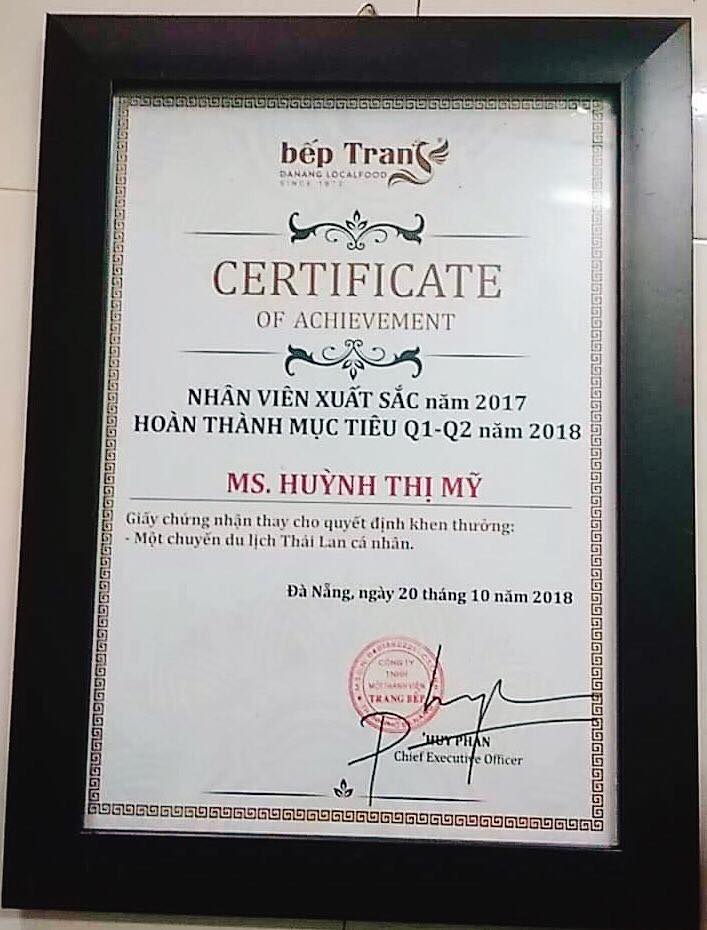 bếp Trang
DANANG LOCALFOOD
SINCE 1972
CERTIFICATE
OF ACHIEVEMENT
NHÂN VIÊN XUẤT SẮC năm 2017
HOÀN THÀNH MỤC TIÊU Q1-Q2 năm 2018
MS. HUỲNH THỊ MỸ
Giấy chứng nhận thay cho quyết định khen thưởng:
- Một chuyến du lịch Thái Lan cá nhân.
Đà Nẵng, ngày 20 tháng 10 năm 2018
CÔNG TY
TNHH
MỘT THÀNH VIÊN
TRANG BẾP
HUY PHAN
Chief Executive Officer